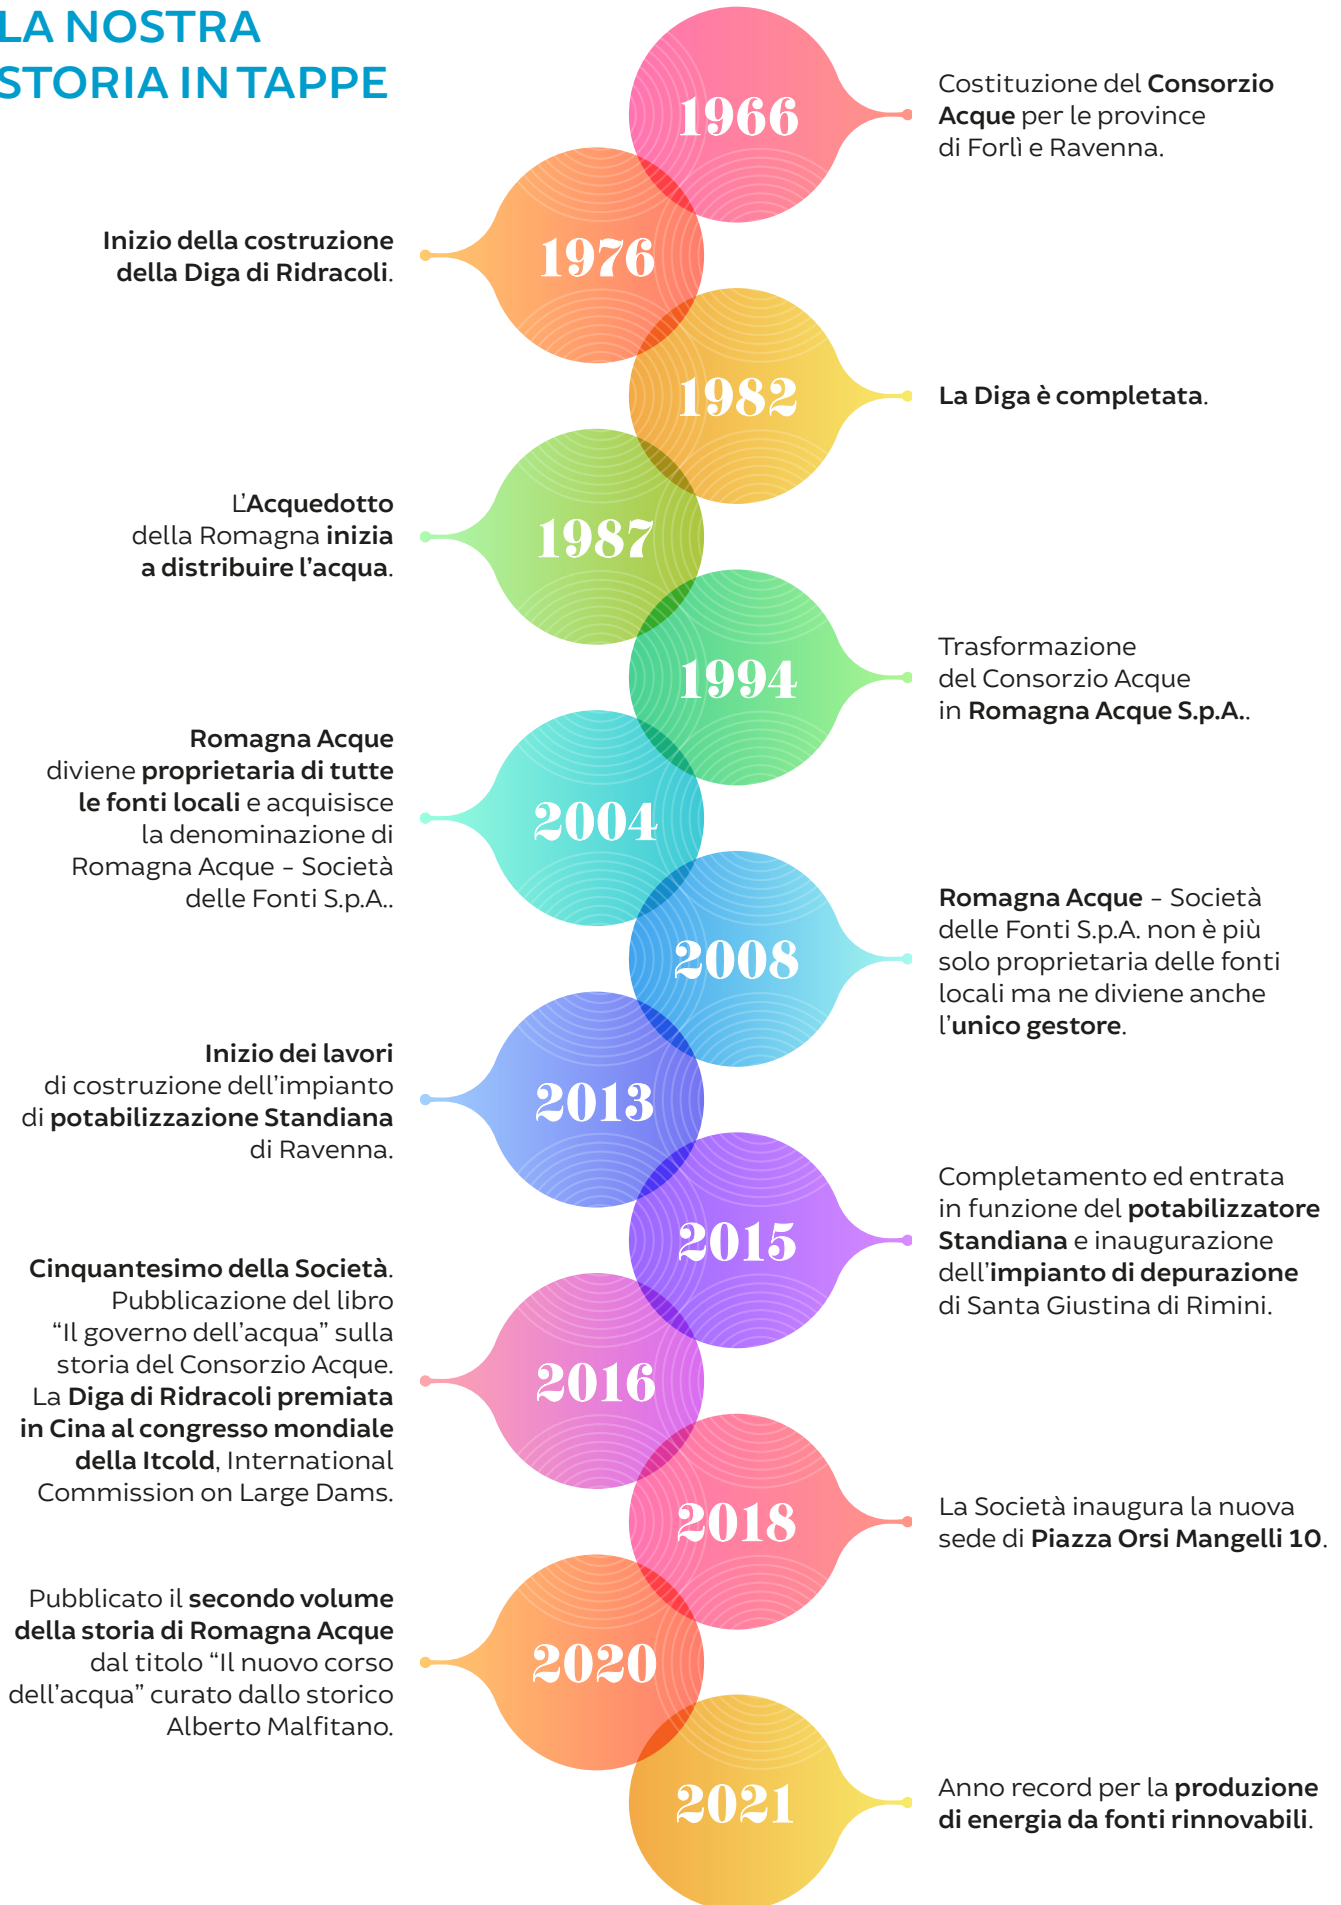 LA NOSTRA
STORIA IN TAPPE
1966
Costituzione del Consorzio
Acque per le province
di Forlì e Ravenna.
1976
Inizio della costruzione
della Diga di Ridracoli.
1982
La Diga è completata.
1987
L'Acquedotto
della Romagna inizia
a distribuire l'acqua.
1994
Trasformazione
del Consorzio Acque
in Romagna Acque S.p.A..
2004
Romagna Acque
diviene proprietaria di tutte
le fonti locali e acquisisce
la denominazione di
Romagna Acque – Società
delle Fonti S.p.A..
2008
Romagna Acque – Società
delle Fonti S.p.A. non è più
solo proprietaria delle fonti
locali ma ne diviene anche
l'unico gestore.
2013
Inizio dei lavori
di costruzione dell'impianto
di potabilizzazione Standiana
di Ravenna.
2015
Completamento ed entrata
in funzione del potabilizzatore
Standiana e inaugurazione
dell'impianto di depurazione
di Santa Giustina di Rimini.
2016
Cinquantesimo della Società.
Pubblicazione del libro
“Il governo dell'acqua” sulla
storia del Consorzio Acque.
La Diga di Ridracoli premiata
in Cina al congresso mondiale
della Itcold, International
Commission on Large Dams.
2018
La Società inaugura la nuova
sede di Piazza Orsi Mangelli 10.
2020
Pubblicato il secondo volume
della storia di Romagna Acque
dal titolo “Il nuovo corso
dell'acqua” curato dallo storico
Alberto Malfitano.
2021
Anno record per la produzione
di energia da fonti rinnovabili.